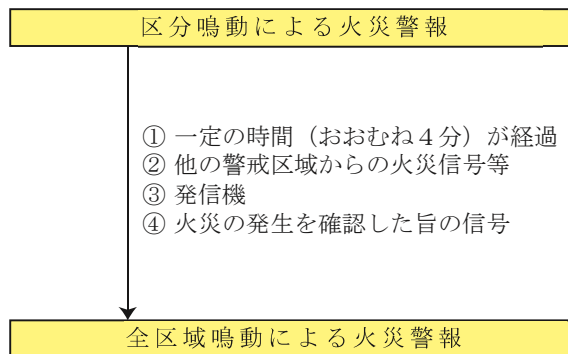 区分鳴動による火災警報
① 一定の時間（おおむね４分）が経過
② 他の警戒区域からの火災信号等
③ 発信機
④ 火災の発生を確認した旨の信号
全区域鳴動による火災警報